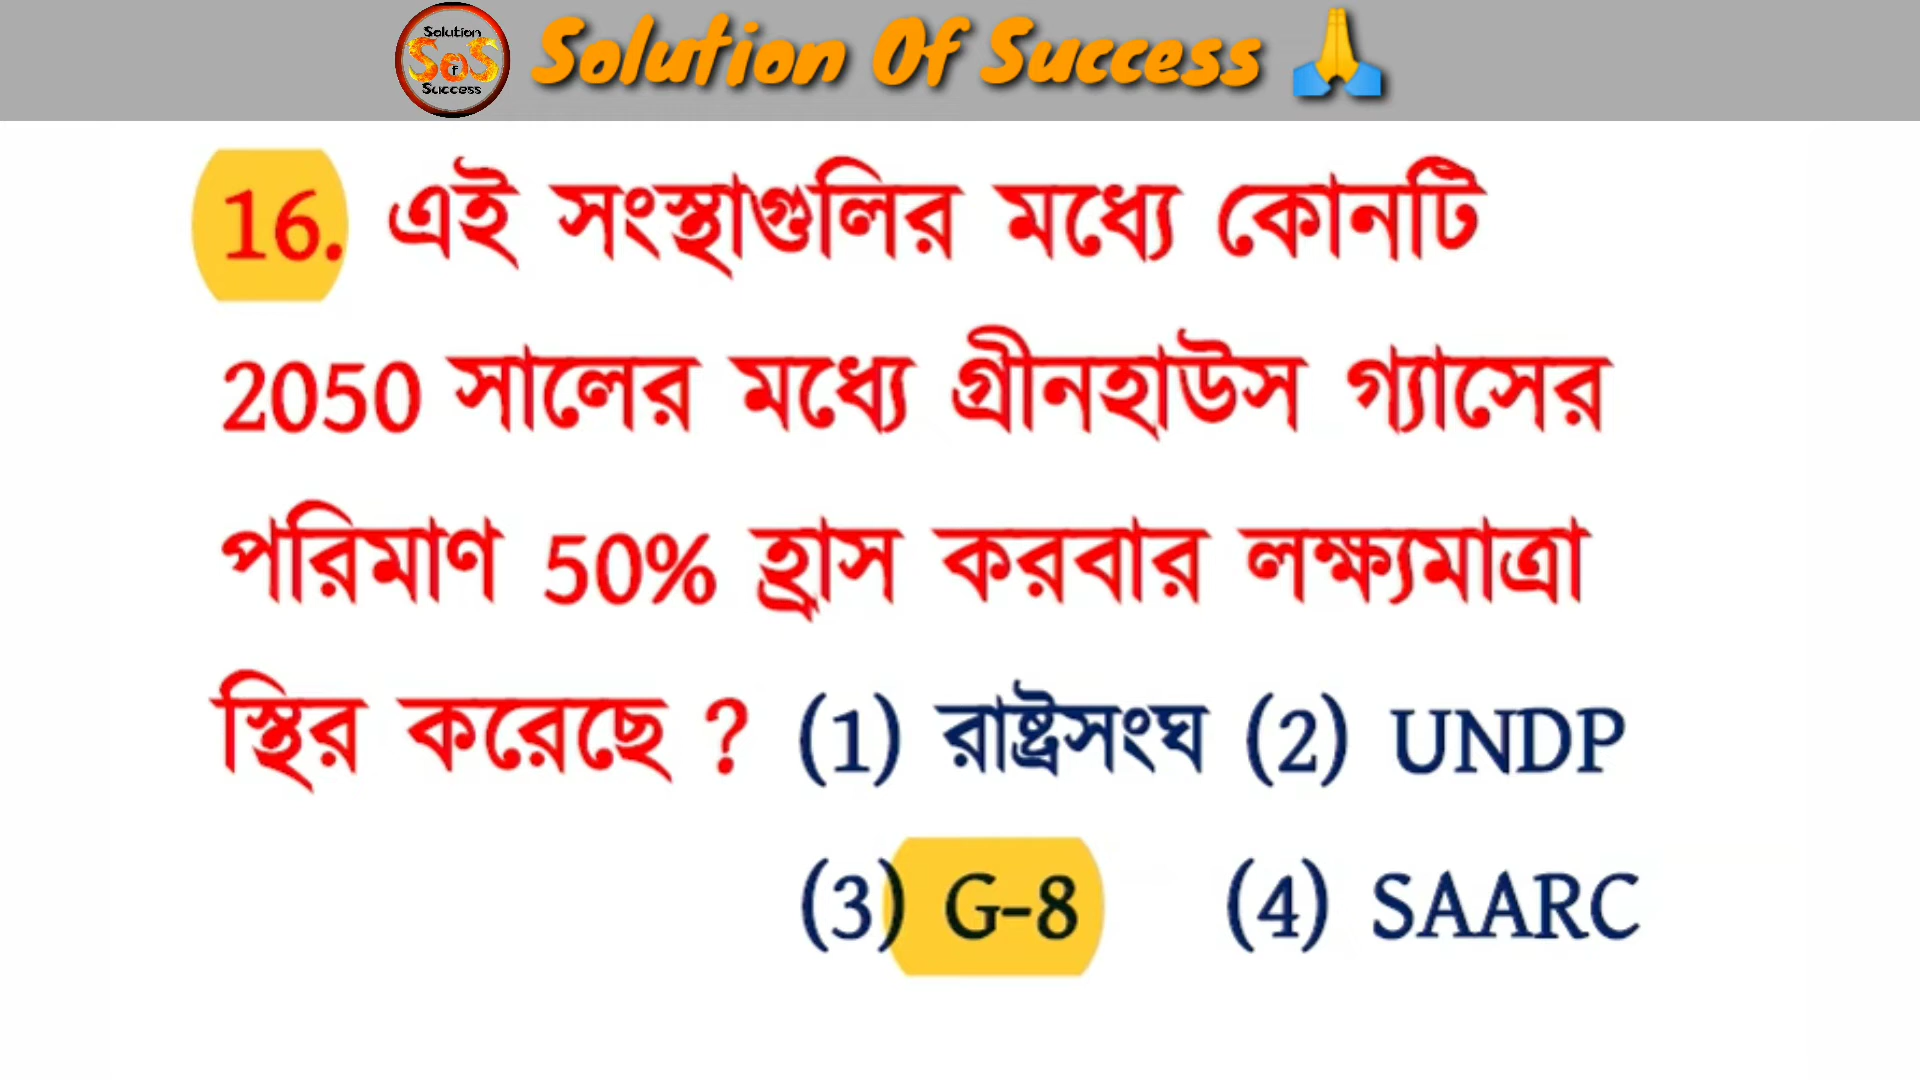 Solution
SofS
Success
Solution Of Success 🙏
16. এই সংস্থাগুলির মধ্যে কোনটি
2050 সালের মধ্যে গ্রীনহাউস গ্যাসের
পরিমাণ 50% হ্রাস করবার লক্ষ্যমাত্রা
স্থির করেছে ? (1) রাষ্ট্রসংঘ (2) UNDP
(3) G-8 (4) SAARC